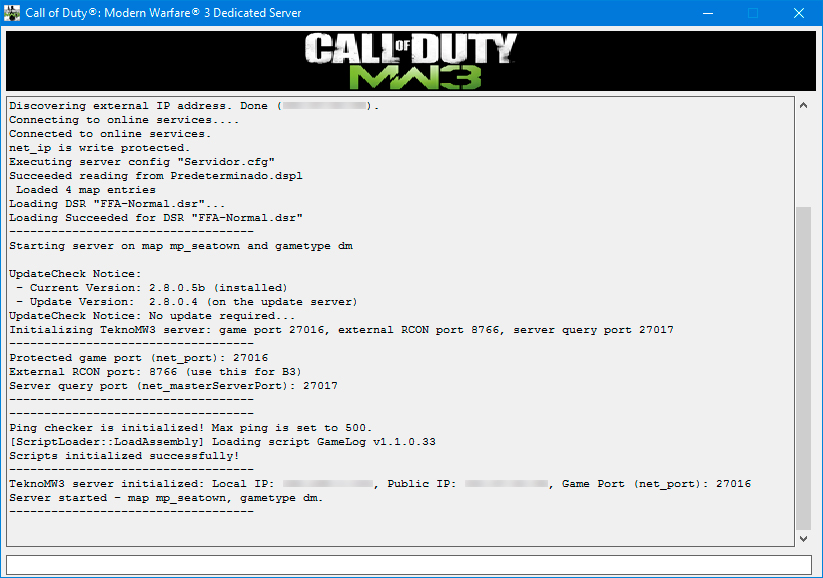 Call of Duty®: Modern Warfare® 3 Dedicated Server
CALL OF DUTY
MW3
Discovering external IP address. Done ( ).
Connecting to online services....
Connected to online services.
net_ip is write protected.
Executing server config "Servidor.cfg"
Succeeded reading from Predeterminado.dspl
 Loaded 4 map entries
Loading DSR "FFA-Normal.dsr"...
Loading Succeeded for DSR "FFA-Normal.dsr"
-----------------------------------
Starting server on map mp_seatown and gametype dm
UpdateCheck Notice:
 - Current Version: 2.8.0.5b (installed)
 - Update Version:  2.8.0.4 (on the update server)
UpdateCheck Notice: No update required...
Initializing TeknoMW3 server: game port 27016, external RCON port 8766, server query port 27017
-----------------------------------
Protected game port (net_port): 27016
External RCON port: 8766 (use this for B3)
Server query port (net_masterServerPort): 27017
-----------------------------------
-----------------------------------
Ping checker is initialized! Max ping is set to 500.
[ScriptLoader::LoadAssembly] Loading script GameLog v1.1.0.33
Scripts initialized successfully!
-----------------------------------
TeknoMW3 server initialized: Local IP: , Public IP: , Game Port (net_port): 27016
Server started - map mp_seatown, gametype dm.
-----------------------------------